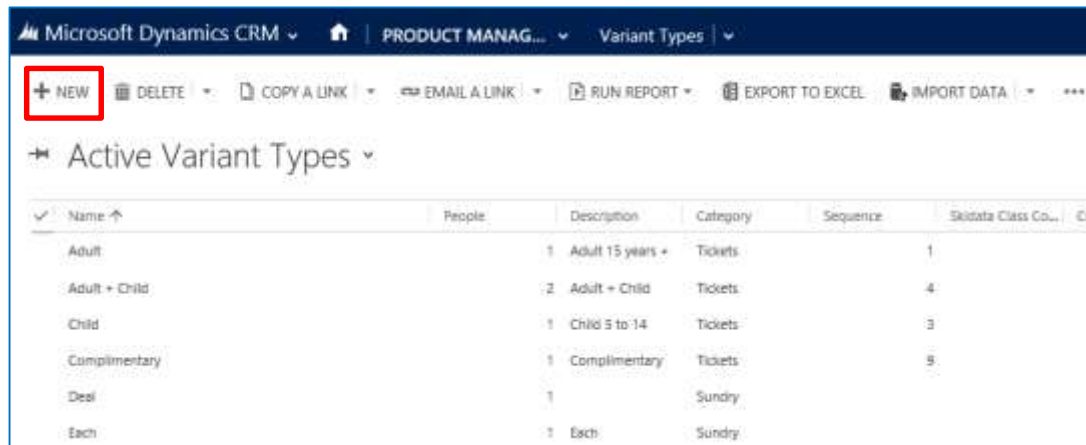 Microsoft Dynamics CRM PRODUCT MANAG... Variant Types
NEW DELETE COPY A LINK EMAIL A LINK RUN REPORT EXPORT TO EXCEL IMPORT DATA
Active Variant Types
Name People Description Category Sequence Skidata Class Co...
Adult 1 Adult 15 years + Tickets 1
Adult + Child 2 Adult + Child Tickets 4
Child 1 Child 5 to 14 Tickets 3
Complimentary 1 Complimentary Tickets 9
Deal 1 Sundry
Each 1 Each Sundry